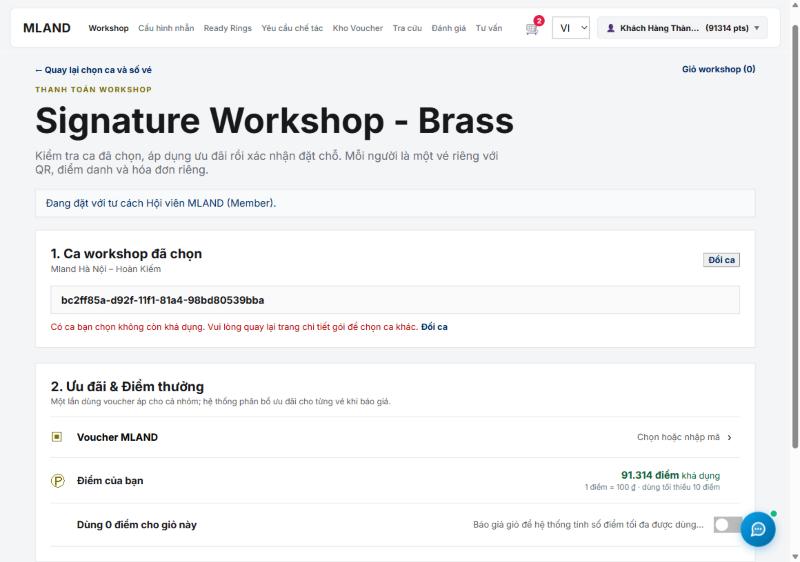 MLAND
Workshop Cấu hình nhẫn Ready Rings Yêu cầu chế tác Kho Voucher Tra cứu Đánh giá Tư vấn
2
VI
Khách Hàng Thàn... (91314 pts)
← Quay lại chọn ca và số vé
Giỏ workshop (0)
THANH TOÁN WORKSHOP
Signature Workshop - Brass
Kiểm tra ca đã chọn, áp dụng ưu đãi rồi xác nhận đặt chỗ. Mỗi người là một vé riêng với
QR, điểm danh và hóa đơn riêng.
Đang đặt với tư cách Hội viên MLAND (Member).
1. Ca workshop đã chọn
Mland Hà Nội – Hoàn Kiếm
Đổi ca
bc2ff85a-d92f-11f1-81a4-98bd80539bba
Có ca bạn chọn không còn khả dụng. Vui lòng quay lại trang chi tiết gói để chọn ca khác. Đổi ca
2. Ưu đãi & Điểm thưởng
Một lần dùng voucher áp cho cả nhóm; hệ thống phân bổ ưu đãi cho từng vé khi báo giá.
Voucher MLAND
Chọn hoặc nhập mã ›
P
Điểm của bạn
91.314 điểm khả dụng
1 điểm = 100 ₫ · dùng tối thiểu 10 điểm
Dùng 0 điểm cho giỏ này
Báo giá giỏ để hệ thống tính số điểm tối đa được dùng...